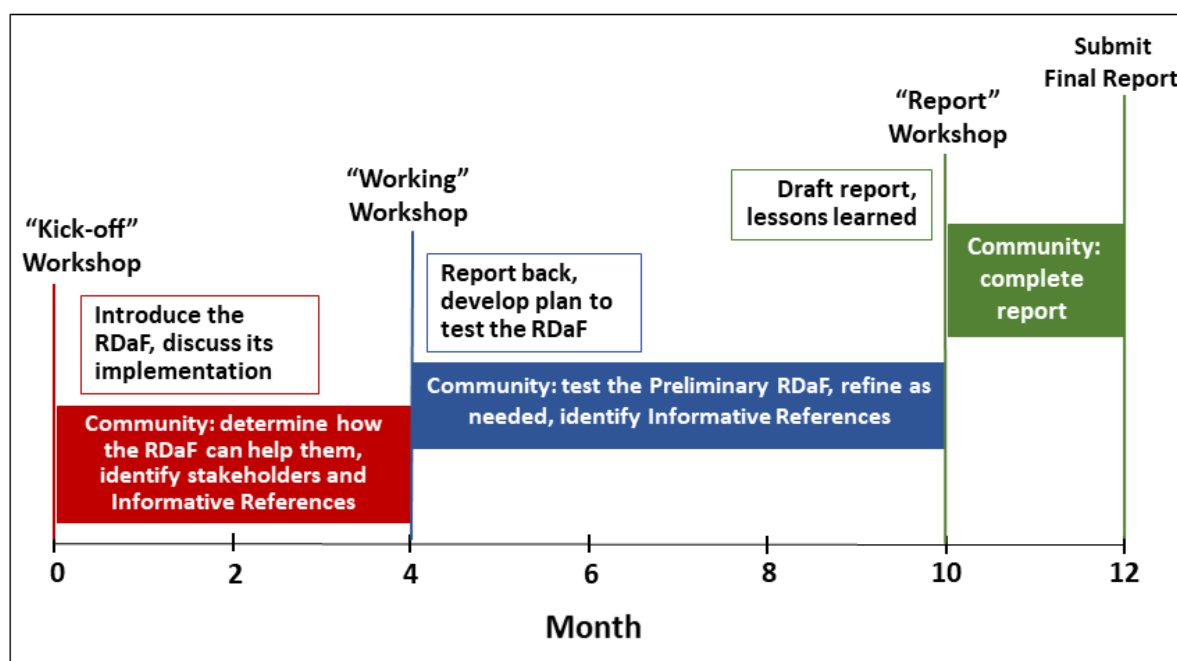 “Kick-off”
Workshop
Introduce the
RDaF, discuss its
implementation
Community: determine how
the RDaF can help them,
identify stakeholders and
Informative References
“Working”
Workshop
Report back,
develop plan to
test the RDaF
Community: test the Preliminary RDaF, refine as
needed, identify Informative References
“Report”
Workshop
Draft report,
lessons learned
Submit
Final Report
Community:
complete
report
0 2 4 6 8 10 12
Month